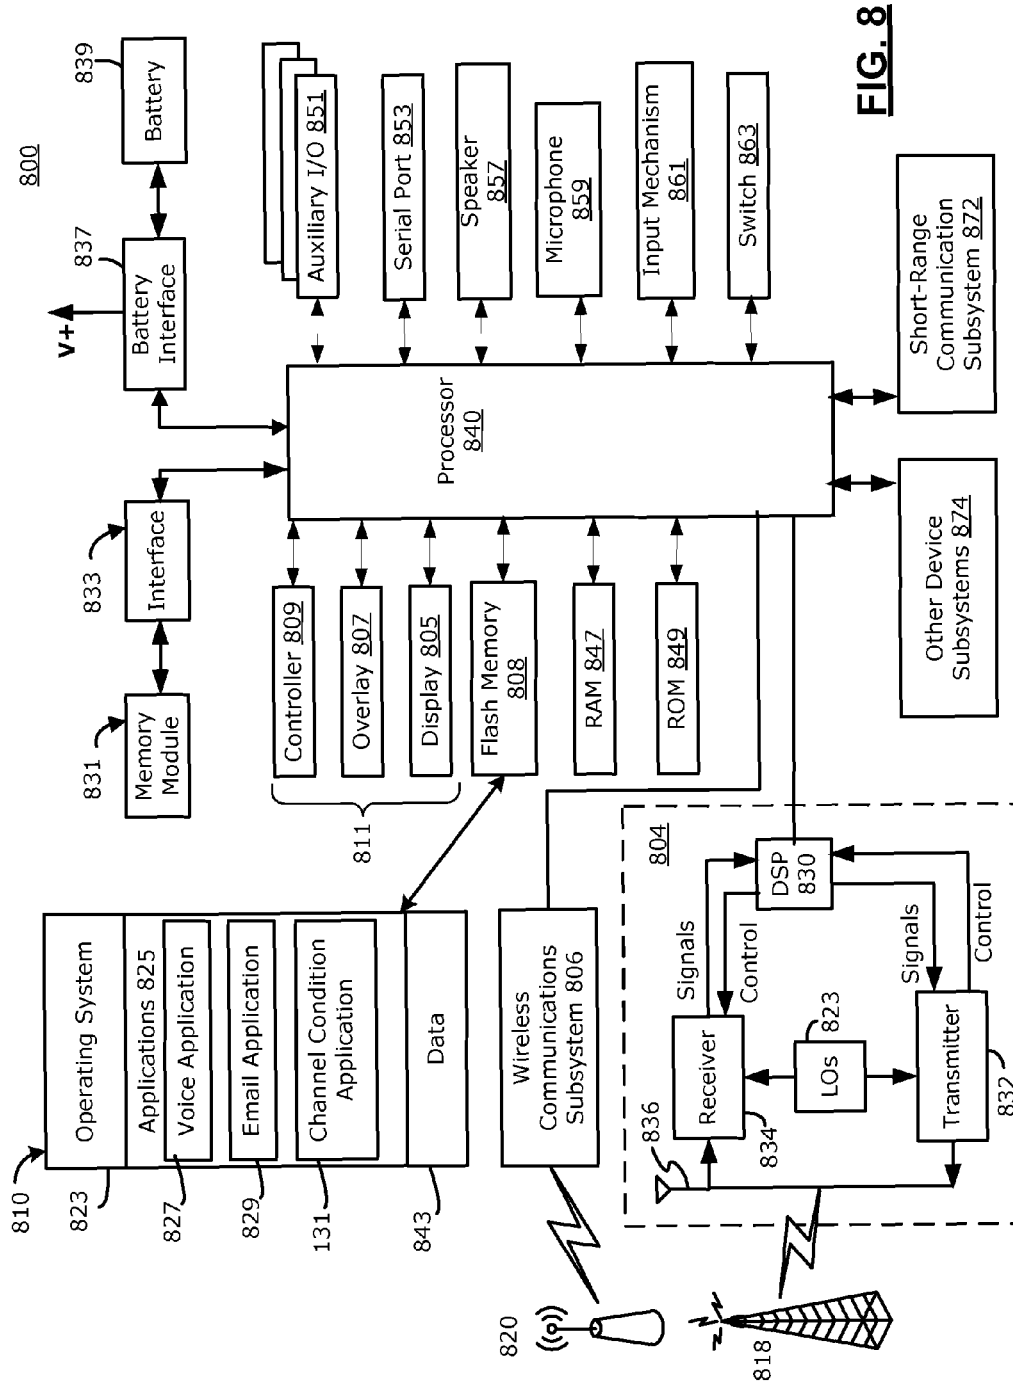 800
839
Battery
837
Battery
Interface
V+
833
Interface
831
Memory
Module
Auxiliary I/O 851
Serial Port 853
Speaker
857
Microphone
859
Input Mechanism
861
Switch 863
Processor
840
Controller 809
Overlay 807
Display 805
811
Flash Memory
808
RAM 847
ROM 849
Short-Range
Communication
Subsystem 872
Other Device
Subsystems 874
810
Operating System
823
Applications 825
Voice Application
827
Email Application
829
Channel Condition
Application
131
Data
843
Wireless
Communications
Subsystem 806
804
DSP
830
Signals
Control
Signals
Control
Receiver
834
836
LOs
823
Transmitter
832
820
818
FIG. 8